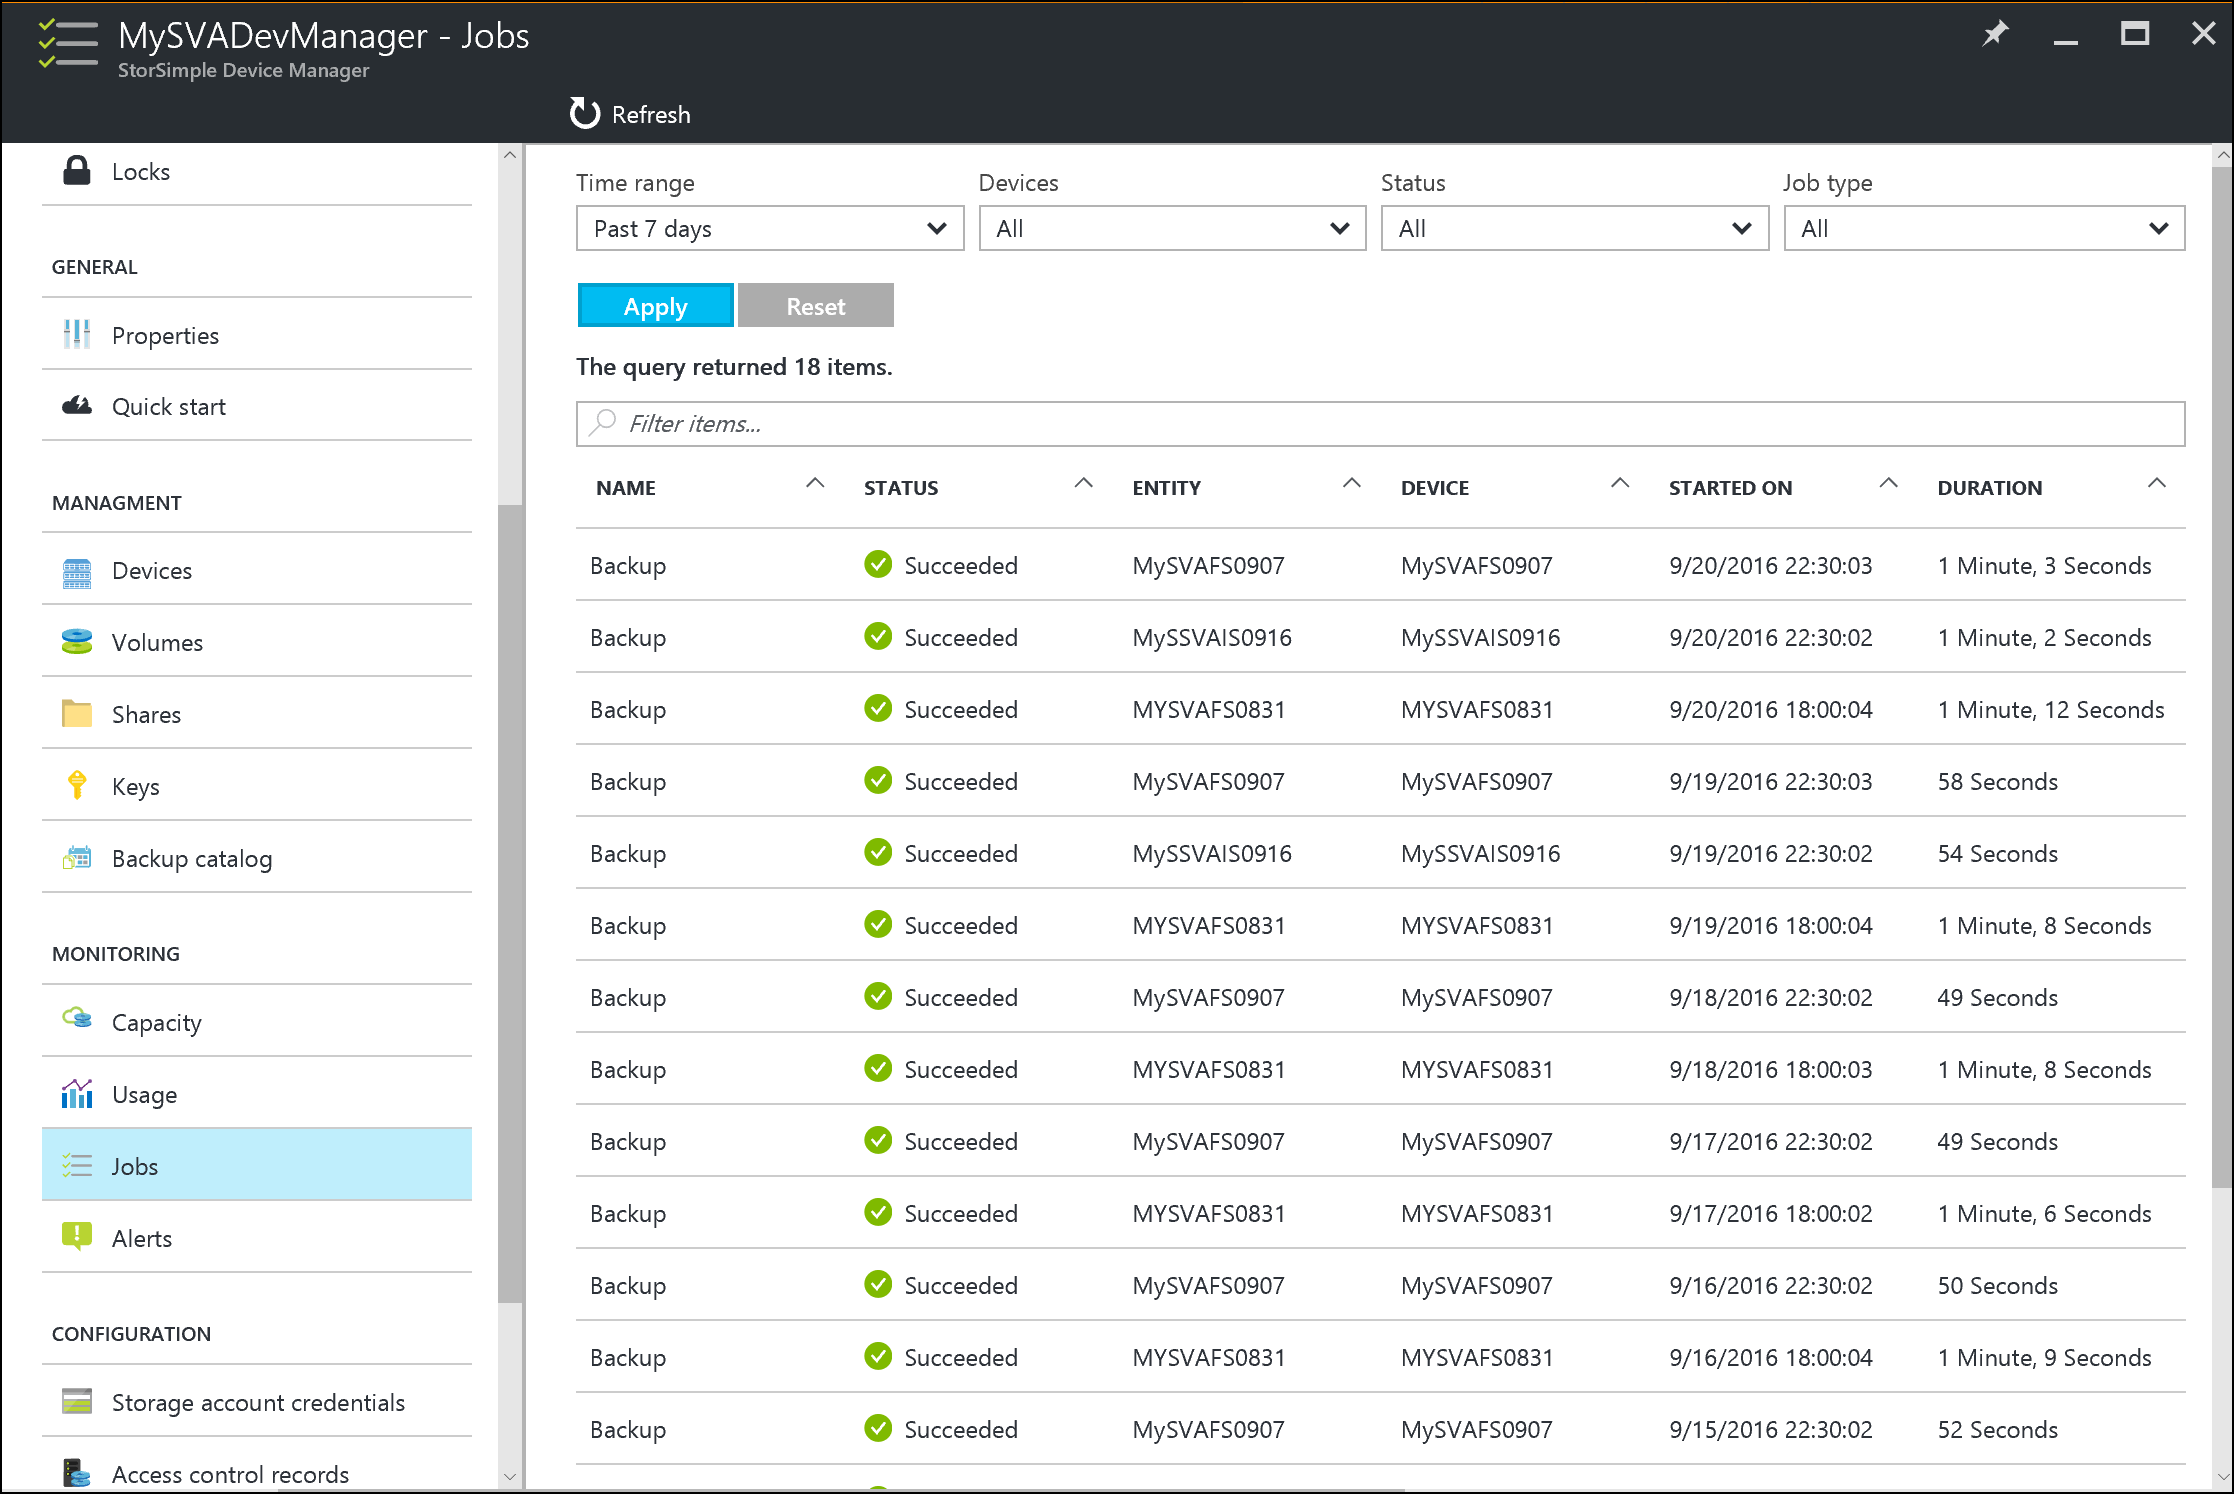 MySVADevManager - Jobs
StorSimple Device Manager
Refresh
Locks
GENERAL
Properties
Quick start
MANAGMENT
Devices
Volumes
Shares
Keys
Backup catalog
MONITORING
Capacity
Usage
Jobs
Alerts
CONFIGURATION
Storage account credentials
Access control records
Time range Devices Status Job type
Past 7 days All All All
Apply Reset
The query returned 18 items.
Filter items...
NAME STATUS ENTITY DEVICE STARTED ON DURATION
Backup Succeeded MySVAFS0907 MySVAFS0907 9/20/2016 22:30:03 1 Minute, 3 Seconds
Backup Succeeded MySSVAIS0916 MySSVAIS0916 9/20/2016 22:30:02 1 Minute, 2 Seconds
Backup Succeeded MYSVAFS0831 MYSVAFS0831 9/20/2016 18:00:04 1 Minute, 12 Seconds
Backup Succeeded MySVAFS0907 MySVAFS0907 9/19/2016 22:30:03 58 Seconds
Backup Succeeded MySSVAIS0916 MySSVAIS0916 9/19/2016 22:30:02 54 Seconds
Backup Succeeded MYSVAFS0831 MYSVAFS0831 9/19/2016 18:00:04 1 Minute, 8 Seconds
Backup Succeeded MySVAFS0907 MySVAFS0907 9/18/2016 22:30:02 49 Seconds
Backup Succeeded MYSVAFS0831 MYSVAFS0831 9/18/2016 18:00:03 1 Minute, 8 Seconds
Backup Succeeded MySVAFS0907 MySVAFS0907 9/17/2016 22:30:02 49 Seconds
Backup Succeeded MYSVAFS0831 MYSVAFS0831 9/17/2016 18:00:02 1 Minute, 6 Seconds
Backup Succeeded MySVAFS0907 MySVAFS0907 9/16/2016 22:30:02 50 Seconds
Backup Succeeded MYSVAFS0831 MYSVAFS0831 9/16/2016 18:00:04 1 Minute, 9 Seconds
Backup Succeeded MySVAFS0907 MySVAFS0907 9/15/2016 22:30:02 52 Seconds